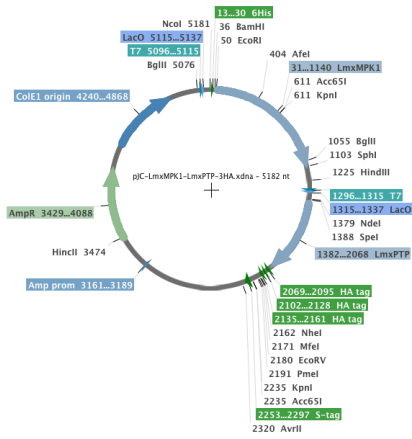 NcoI 5181
13...30 6His
LacO 5115...5137
36 BamHI
T7 5096...5115
50 EcoRI
BglII 5076
404 AfeI
31...1140 LmxMPK1
611 Acc65I
611 KpnI
ColE1 origin 4240...4868
1055 BglII
1103 SphI
1225 HindIII
pJC-LmxMPK1-LmxPTP-3HA.xdna - 5182 nt
1296...1315 T7
1315...1337 LacO
1379 NdeI
1388 SpeI
AmpR 3429...4088
1382...2068 LmxPTP
HincII 3474
Amp prom 3161...3189
2069...2095 HA tag
2102...2128 HA tag
2135...2161 HA tag
2162 NheI
2171 MfeI
2180 EcoRV
2191 PmeI
2235 KpnI
2235 Acc65I
2253...2297 S-tag
2320 AvrII